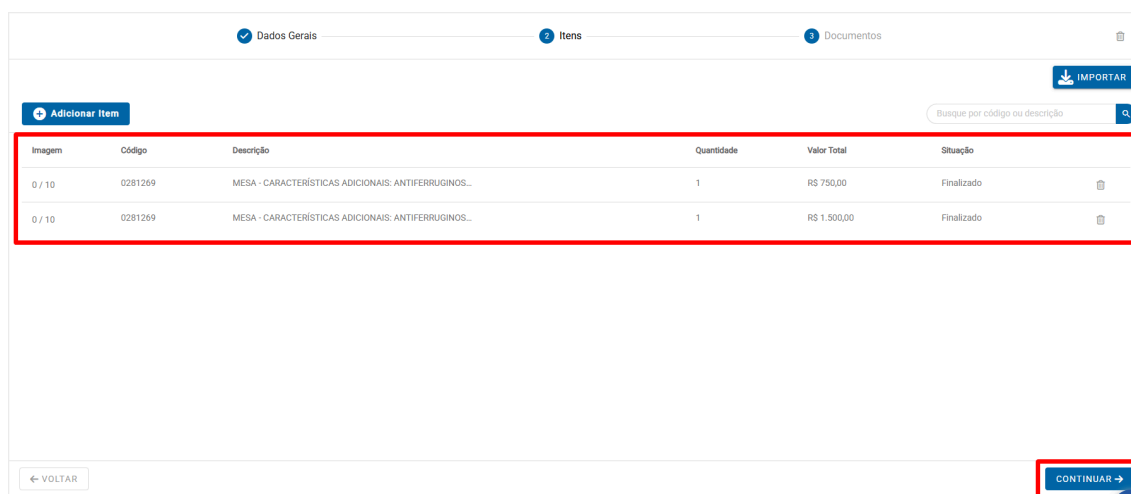 Dados Gerais 2 Itens 3 Documentos
IMPORTAR
Adicionar Item Busque por código ou descrição
Imagem Código Descrição Quantidade Valor Total Situação
0 / 10 0281269 MESA - CARACTERÍSTICAS ADICIONAIS: ANTIFERRUGINOS... 1 R$ 750,00 Finalizado
0 / 10 0281269 MESA - CARACTERÍSTICAS ADICIONAIS: ANTIFERRUGINOS... 1 R$ 1.500,00 Finalizado
VOLTAR CONTINUAR